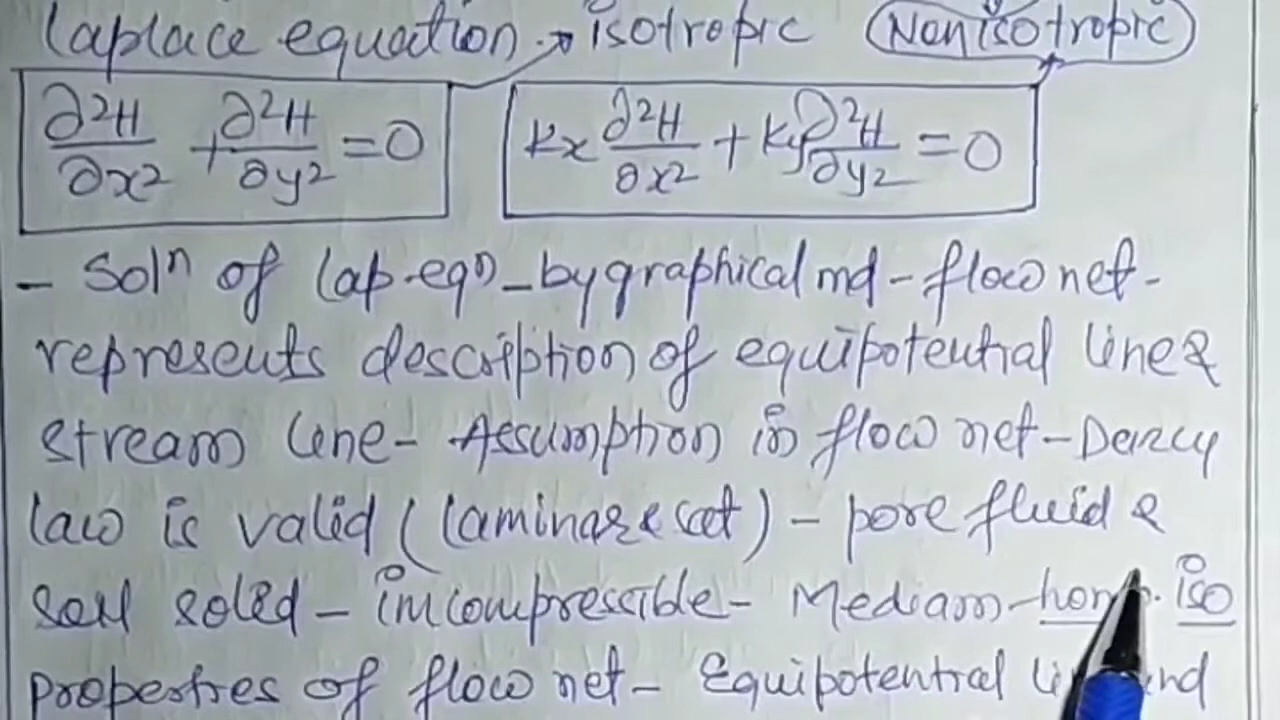 Laplace equation → isotropic Nonisotropic
∂²H/∂x² + ∂²H/∂y² = 0 kx ∂²H/∂x² + ky ∂²H/∂y² = 0
- Solⁿ of lap·eqⁿ - by graphical md - flow net -
represents description of equipotential line &
stream line - Assumption in flow net - Darcy
law is valid (laminar & sat) - pore fluid &
soil solid - incompressible - Medium - iso
properties of flow net - Equipotential